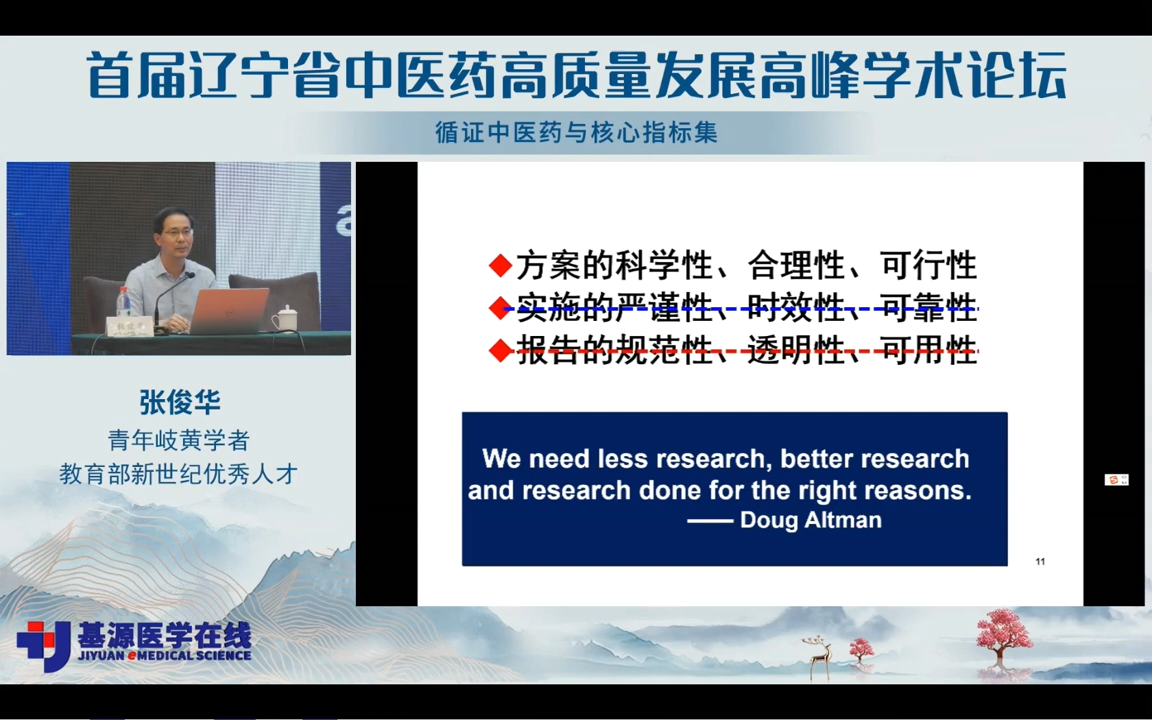 首届辽宁省中医药高质量发展高峰学术论坛
循证中医药与核心指标集
a
张俊华
青年岐黄学者
教育部新世纪优秀人才
◆方案的科学性、合理性、可行性
◆实施的严谨性、时效性、可靠性
◆报告的规范性、透明性、可用性
We need less research, better research
and research done for the right reasons.
—— Doug Altman
11
基源医学在线
JIYUAN eMEDICAL SCIENCE